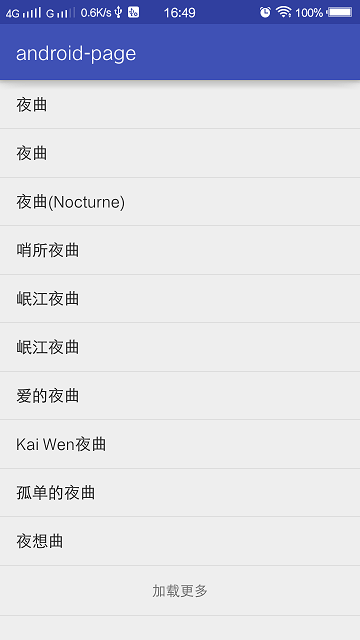 4G G 0.6K/s 16:49 100%
android-page
夜曲
夜曲
夜曲(Nocturne)
哨所夜曲
岷江夜曲
岷江夜曲
爱的夜曲
Kai Wen夜曲
孤单的夜曲
夜想曲
加载更多